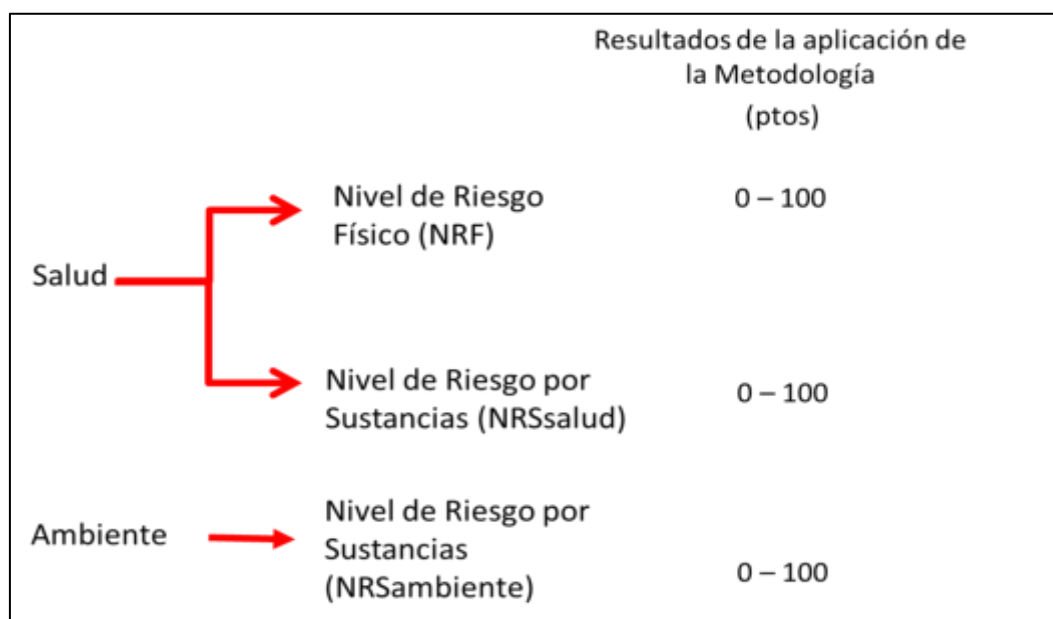 Resultados de la aplicación de
la Metodología
(ptos)
Salud
Nivel de Riesgo
Físico (NRF)
0 – 100
Nivel de Riesgo por
Sustancias (NRSsalud)
0 – 100
Ambiente
Nivel de Riesgo por
Sustancias
(NRSambiente)
0 – 100